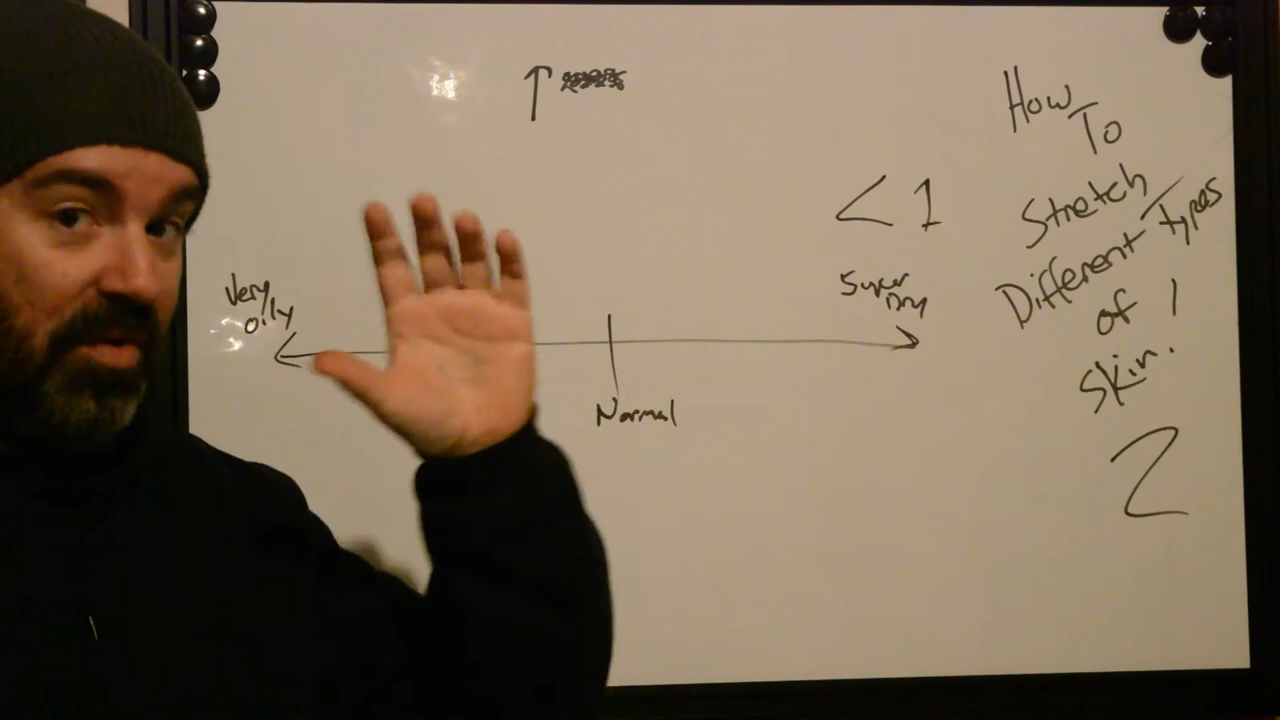 How
To
Stretch
Different Types
of
Skin.
2
< 1
Super
Dry
Very
oily
Normal